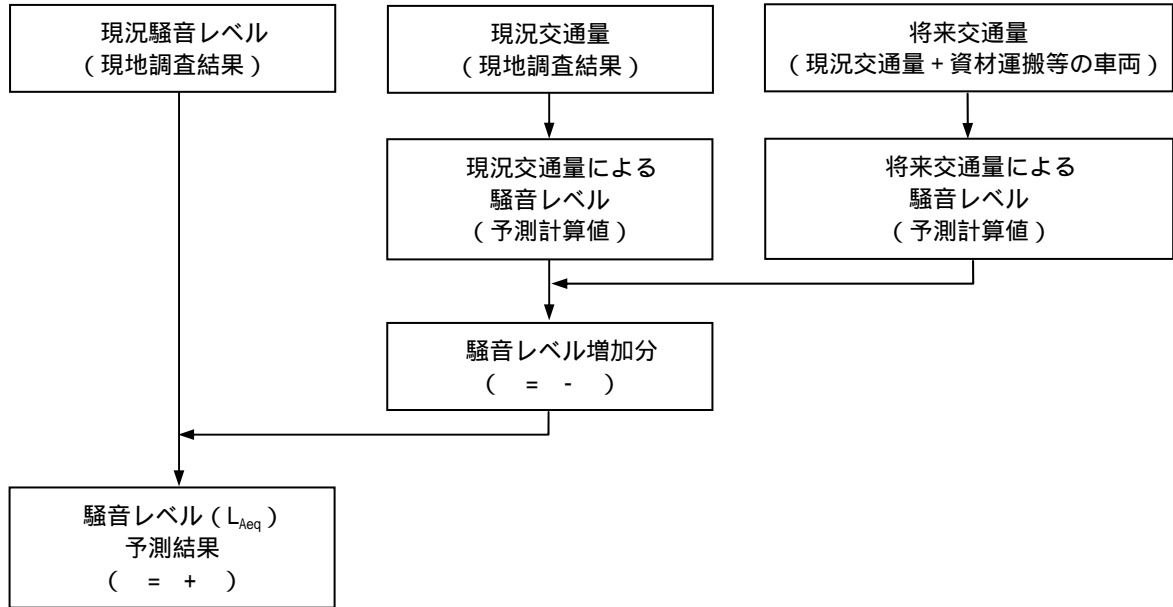 現況騒音レベル
（現地調査結果）
現況交通量
（現地調査結果）
将来交通量
（現況交通量＋資材運搬等の車両）
現況交通量による
騒音レベル
（予測計算値）
将来交通量による
騒音レベル
（予測計算値）
騒音レベル増加分
（　=　-　）
騒音レベル（LAeq）
予測結果
（　=　+　）